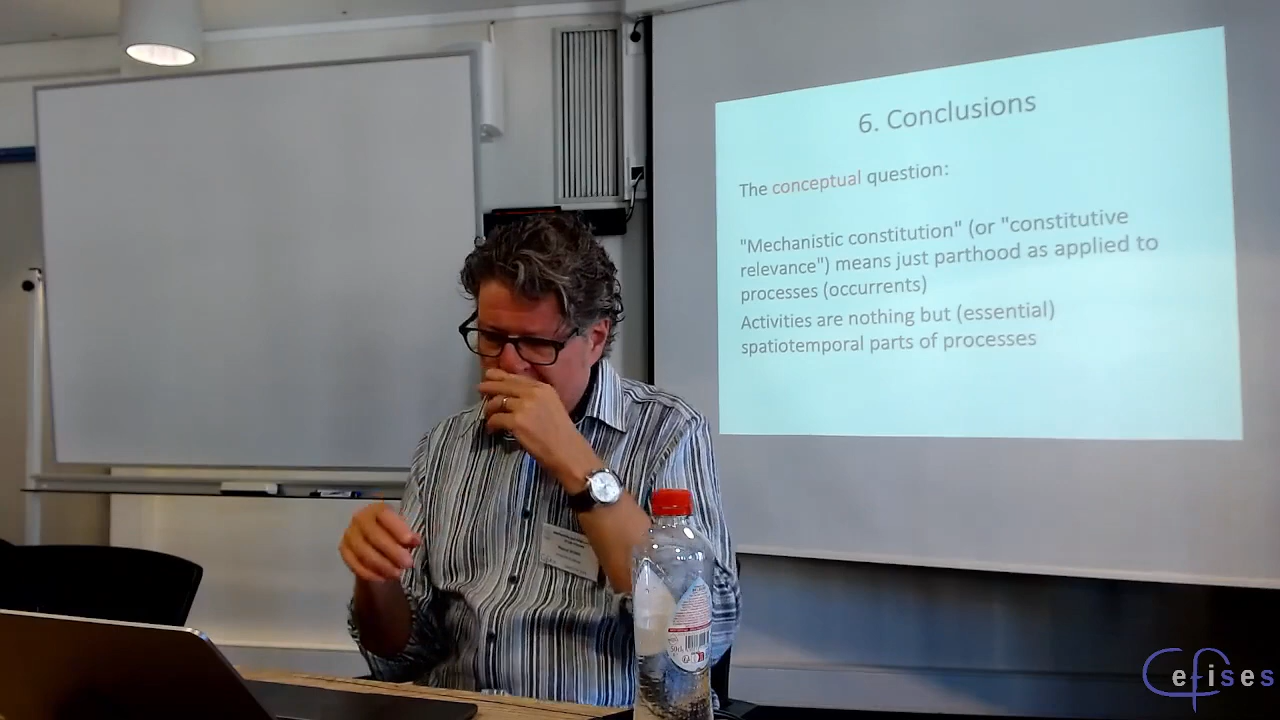 6. Conclusions
The conceptual question:
"Mechanistic constitution" (or "constitutive
relevance") means just parthood as applied to
processes (occurrents)
Activities are nothing but (essential)
spatiotemporal parts of processes
Cefises